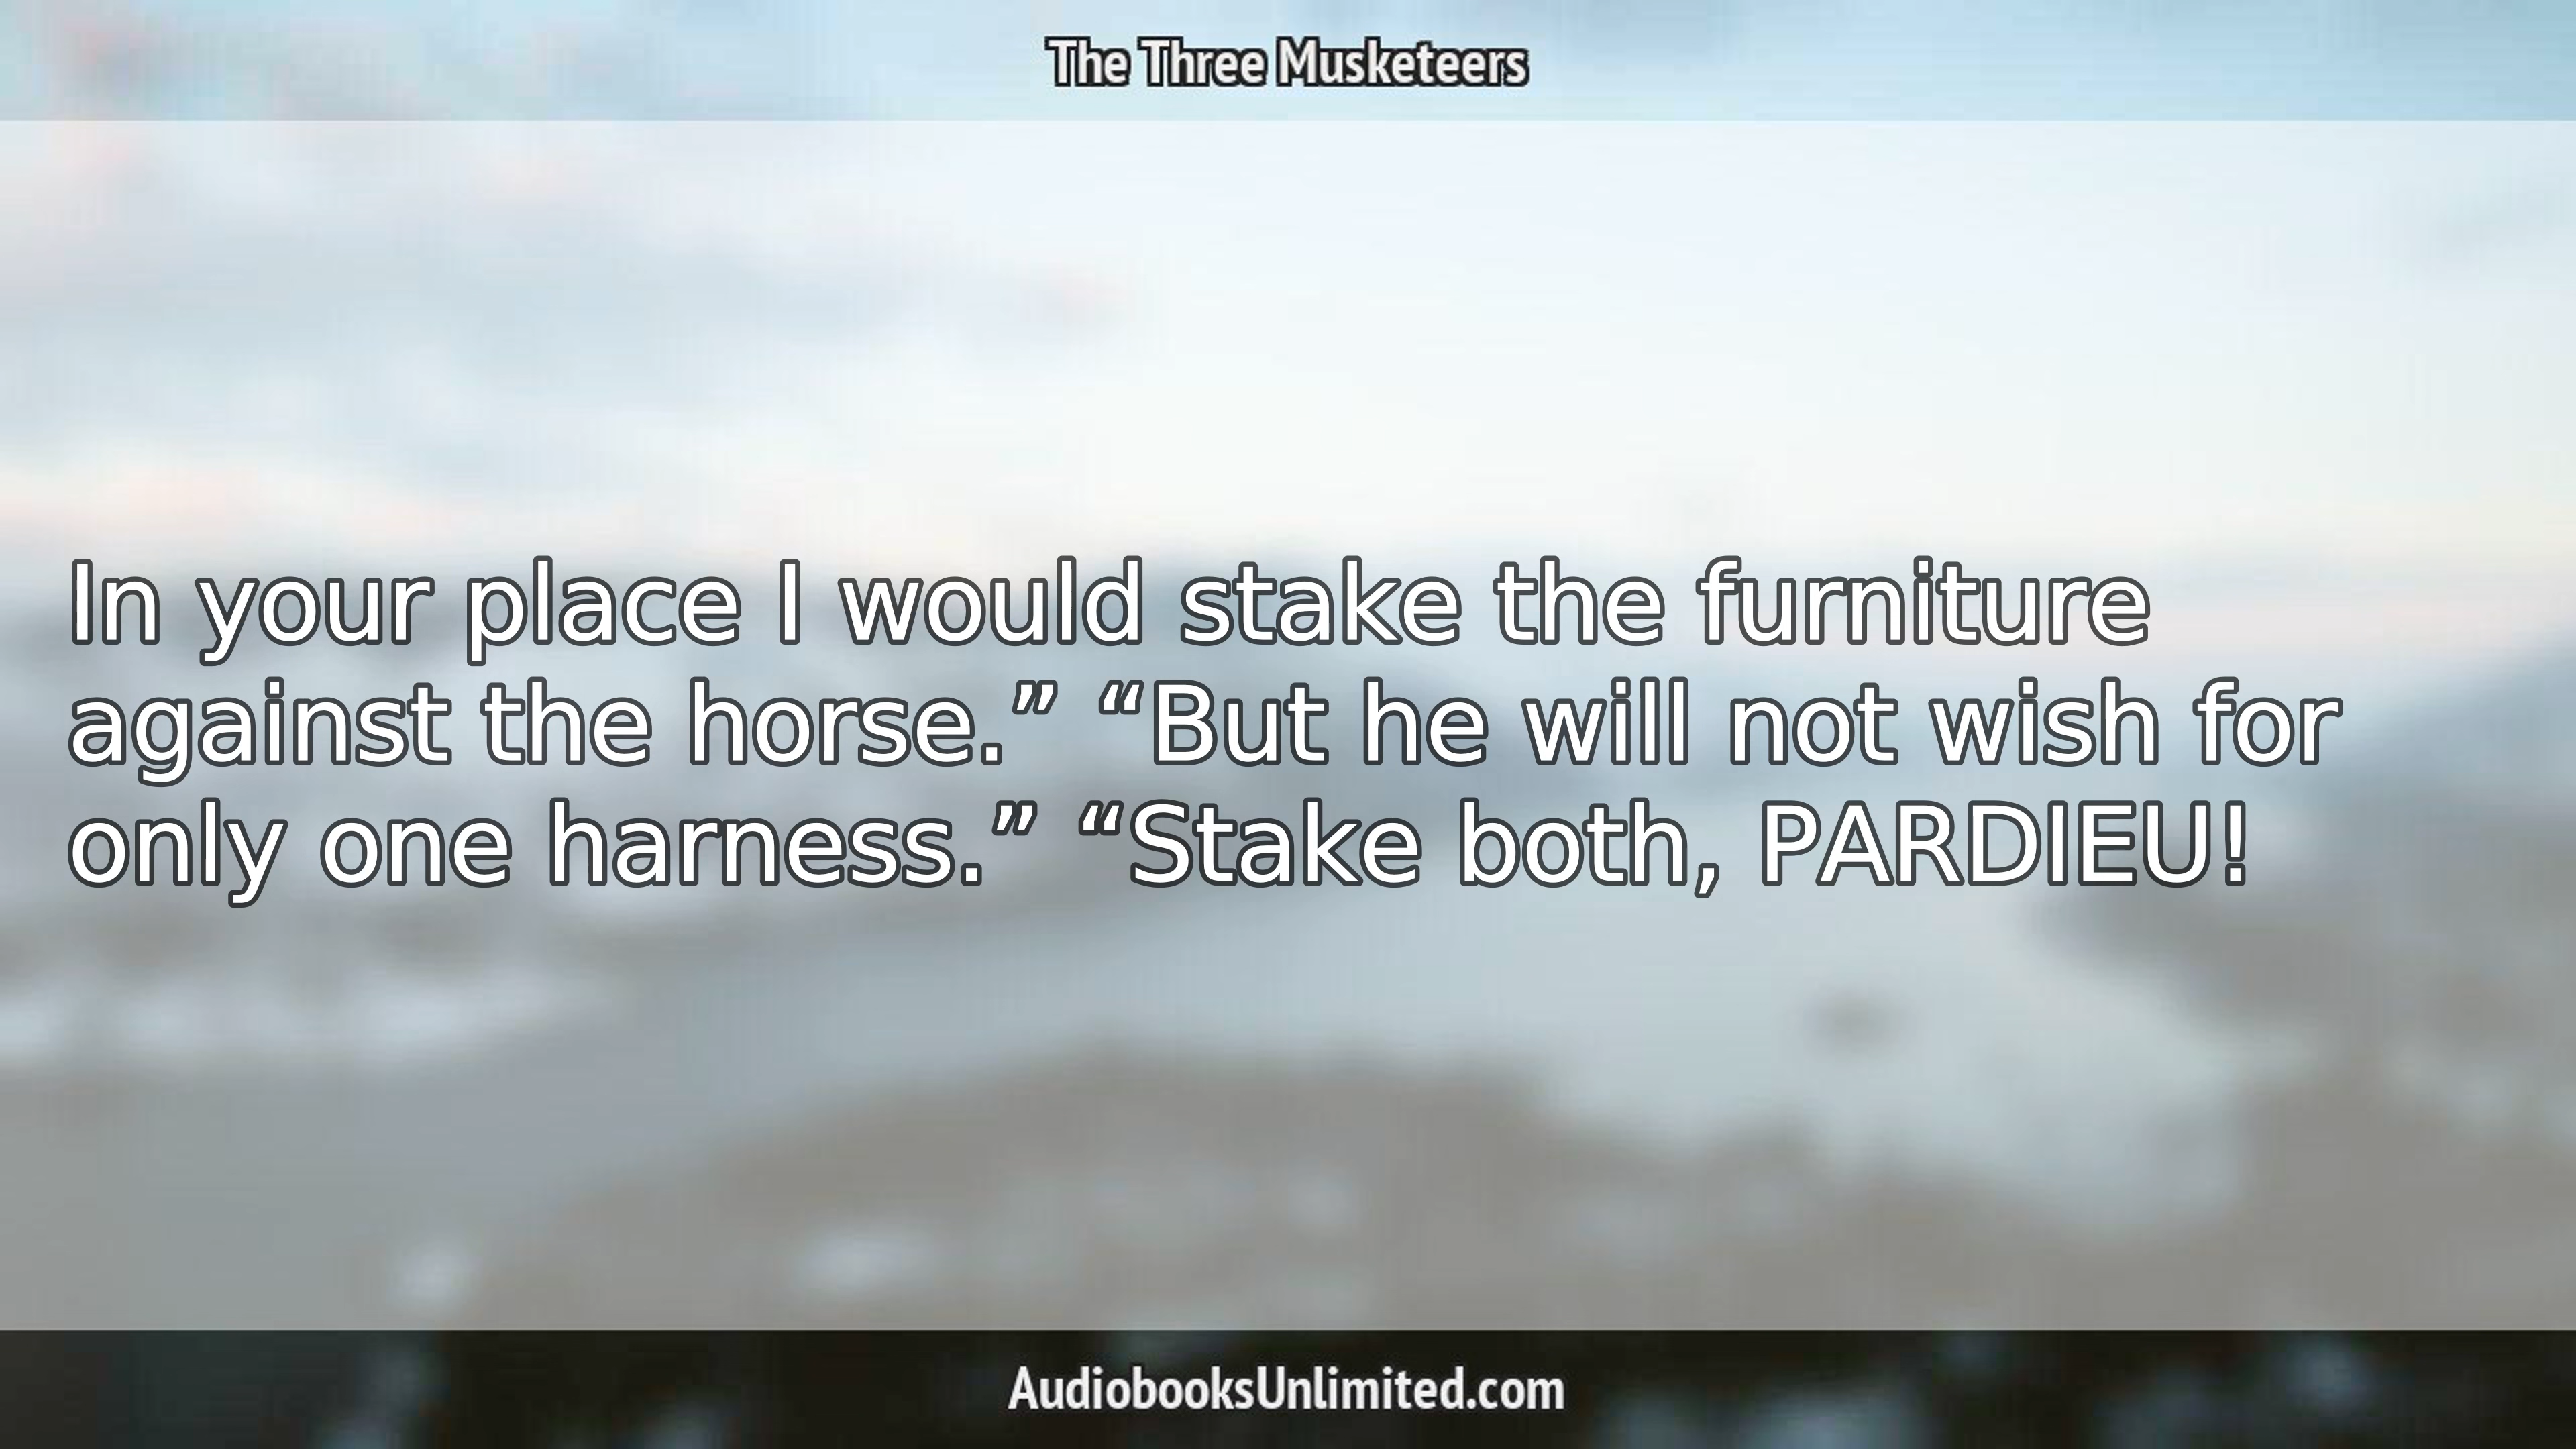 The Three Musketeers
In your place I would stake the furniture
against the horse.” “But he will not wish for
only one harness.” “Stake both, PARDIEU!
AudiobooksUnlimited.com